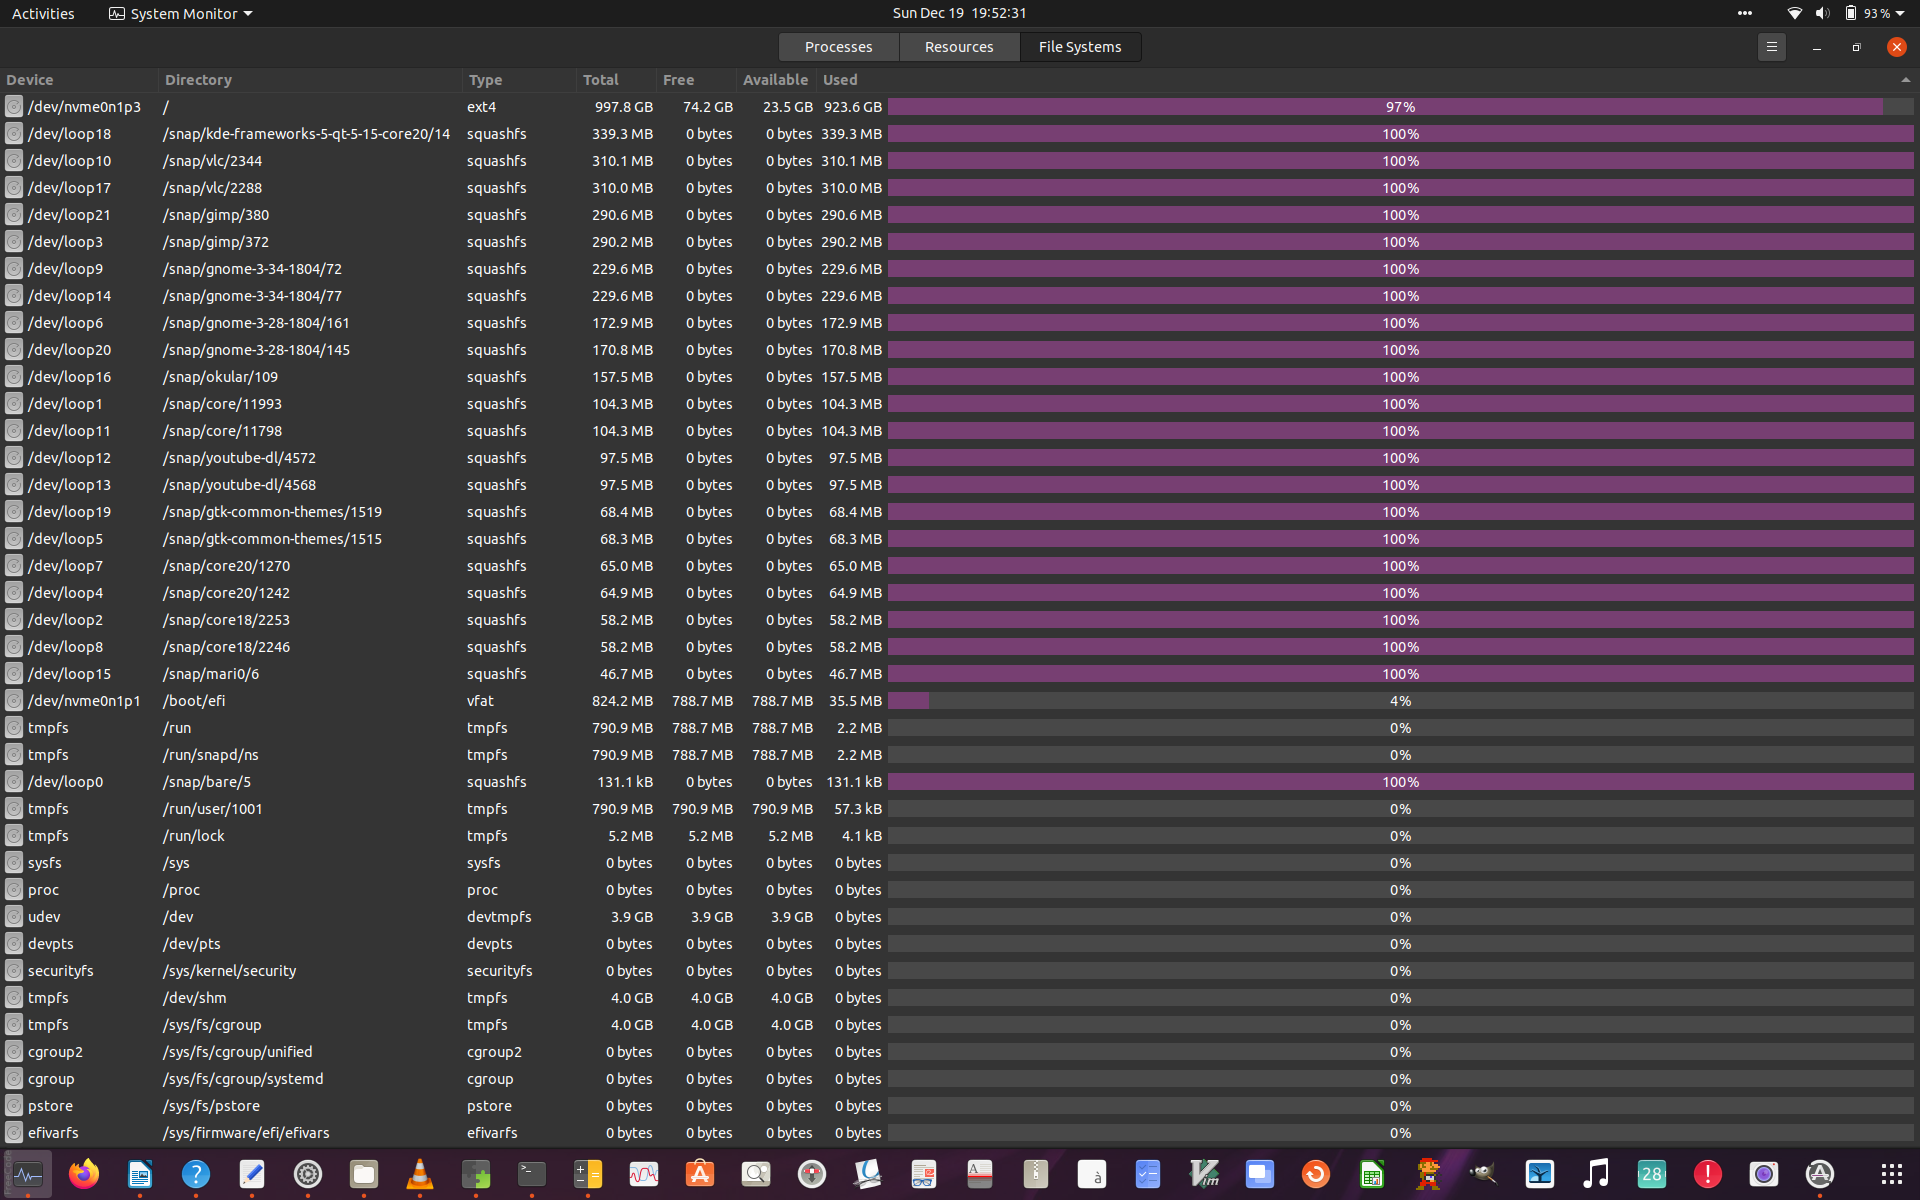 Activities System Monitor Sun Dec 19 19:52:31 93 %
Processes Resources File Systems
Device Directory Type Total Free Available Used
/dev/nvme0n1p3 / ext4 997.8 GB 74.2 GB 23.5 GB 923.6 GB 97%
/dev/loop18 /snap/kde-frameworks-5-qt-5-15-core20/14 squashfs 339.3 MB 0 bytes 0 bytes 339.3 MB 100%
/dev/loop10 /snap/vlc/2344 squashfs 310.1 MB 0 bytes 0 bytes 310.1 MB 100%
/dev/loop17 /snap/vlc/2288 squashfs 310.0 MB 0 bytes 0 bytes 310.0 MB 100%
/dev/loop21 /snap/gimp/380 squashfs 290.6 MB 0 bytes 0 bytes 290.6 MB 100%
/dev/loop3 /snap/gimp/372 squashfs 290.2 MB 0 bytes 0 bytes 290.2 MB 100%
/dev/loop9 /snap/gnome-3-34-1804/72 squashfs 229.6 MB 0 bytes 0 bytes 229.6 MB 100%
/dev/loop14 /snap/gnome-3-34-1804/77 squashfs 229.6 MB 0 bytes 0 bytes 229.6 MB 100%
/dev/loop6 /snap/gnome-3-28-1804/161 squashfs 172.9 MB 0 bytes 0 bytes 172.9 MB 100%
/dev/loop20 /snap/gnome-3-28-1804/145 squashfs 170.8 MB 0 bytes 0 bytes 170.8 MB 100%
/dev/loop16 /snap/okular/109 squashfs 157.5 MB 0 bytes 0 bytes 157.5 MB 100%
/dev/loop1 /snap/core/11993 squashfs 104.3 MB 0 bytes 0 bytes 104.3 MB 100%
/dev/loop11 /snap/core/11798 squashfs 104.3 MB 0 bytes 0 bytes 104.3 MB 100%
/dev/loop12 /snap/youtube-dl/4572 squashfs 97.5 MB 0 bytes 0 bytes 97.5 MB 100%
/dev/loop13 /snap/youtube-dl/4568 squashfs 97.5 MB 0 bytes 0 bytes 97.5 MB 100%
/dev/loop19 /snap/gtk-common-themes/1519 squashfs 68.4 MB 0 bytes 0 bytes 68.4 MB 100%
/dev/loop5 /snap/gtk-common-themes/1515 squashfs 68.3 MB 0 bytes 0 bytes 68.3 MB 100%
/dev/loop7 /snap/core20/1270 squashfs 65.0 MB 0 bytes 0 bytes 65.0 MB 100%
/dev/loop4 /snap/core20/1242 squashfs 64.9 MB 0 bytes 0 bytes 64.9 MB 100%
/dev/loop2 /snap/core18/2253 squashfs 58.2 MB 0 bytes 0 bytes 58.2 MB 100%
/dev/loop8 /snap/core18/2246 squashfs 58.2 MB 0 bytes 0 bytes 58.2 MB 100%
/dev/loop15 /snap/mari0/6 squashfs 46.7 MB 0 bytes 0 bytes 46.7 MB 100%
/dev/nvme0n1p1 /boot/efi vfat 824.2 MB 788.7 MB 788.7 MB 35.5 MB 4%
tmpfs /run tmpfs 790.9 MB 788.7 MB 788.7 MB 2.2 MB 0%
tmpfs /run/snapd/ns tmpfs 790.9 MB 788.7 MB 788.7 MB 2.2 MB 0%
/dev/loop0 /snap/bare/5 squashfs 131.1 kB 0 bytes 0 bytes 131.1 kB 100%
tmpfs /run/user/1001 tmpfs 790.9 MB 790.9 MB 790.9 MB 57.3 kB 0%
tmpfs /run/lock tmpfs 5.2 MB 5.2 MB 5.2 MB 4.1 kB 0%
sysfs /sys sysfs 0 bytes 0 bytes 0 bytes 0 bytes 0%
proc /proc proc 0 bytes 0 bytes 0 bytes 0 bytes 0%
udev /dev devtmpfs 3.9 GB 3.9 GB 3.9 GB 0 bytes 0%
devpts /dev/pts devpts 0 bytes 0 bytes 0 bytes 0 bytes 0%
securityfs /sys/kernel/security securityfs 0 bytes 0 bytes 0 bytes 0 bytes 0%
tmpfs /dev/shm tmpfs 4.0 GB 4.0 GB 4.0 GB 0 bytes 0%
tmpfs /sys/fs/cgroup tmpfs 4.0 GB 4.0 GB 4.0 GB 0 bytes 0%
cgroup2 /sys/fs/cgroup/unified cgroup2 0 bytes 0 bytes 0 bytes 0 bytes 0%
cgroup /sys/fs/cgroup/systemd cgroup 0 bytes 0 bytes 0 bytes 0 bytes 0%
pstore /sys/fs/pstore pstore 0 bytes 0 bytes 0 bytes 0 bytes 0%
efivarfs /sys/firmware/efi/efivars efivarfs 0 bytes 0 bytes 0 bytes 0 bytes 0%
? >_ A à Vim 28 !